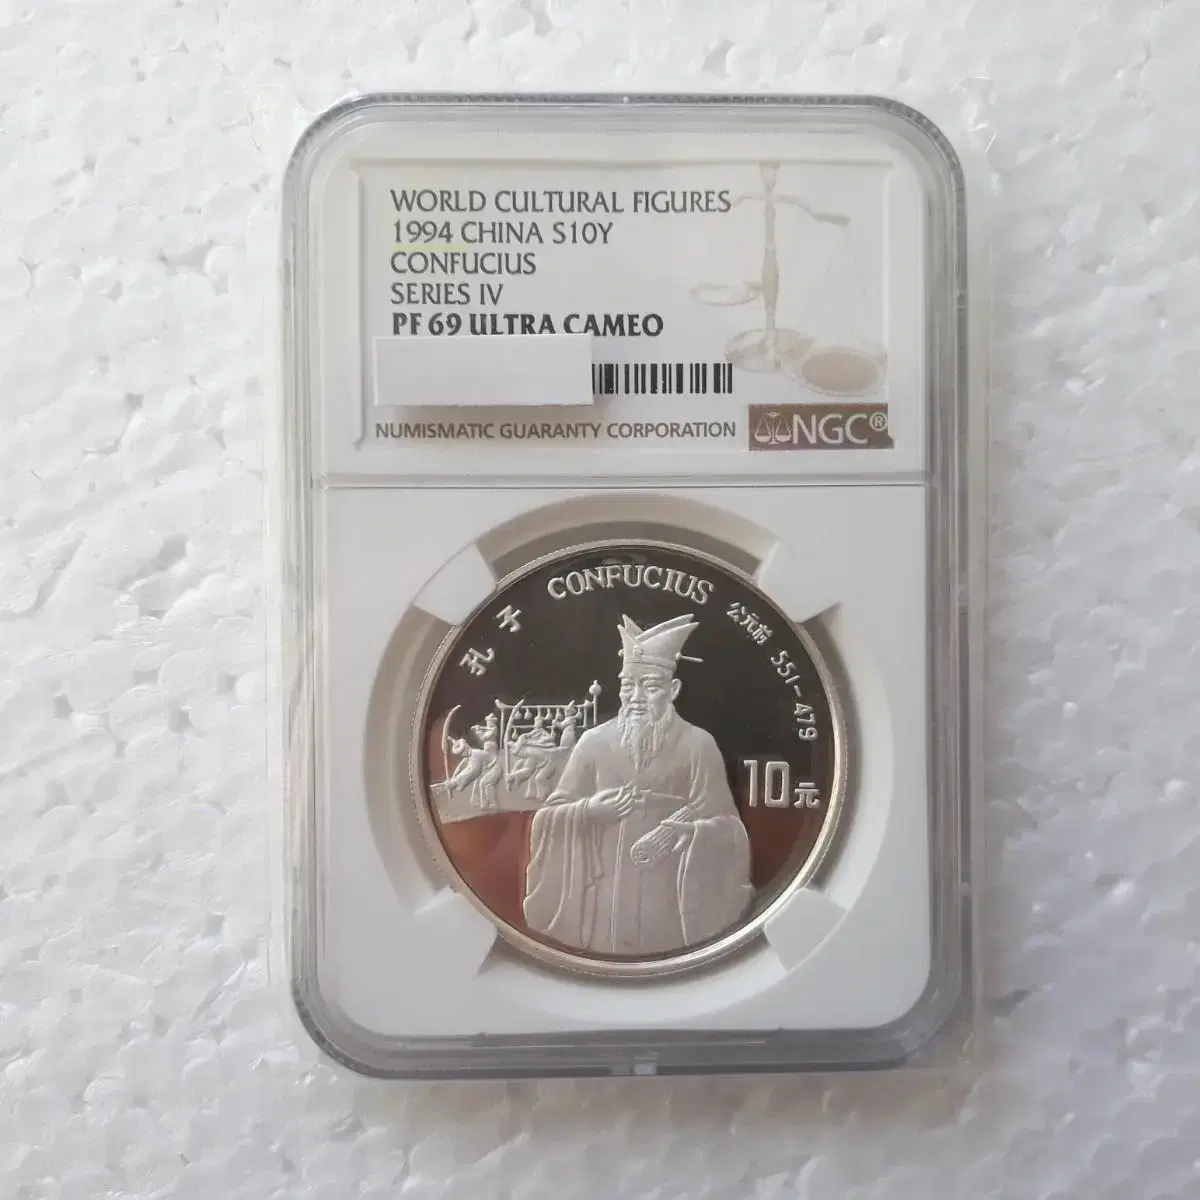 WORLD CULTURAL FIGURES
1994 CHINA S10Y
CONFUCIUS
SERIES IV
PF 69 ULTRA CAMEO
NUMISMATIC GUARANTY CORPORATION
NGC®
孔子 CONFUCIUS 公元前 551-479
10元